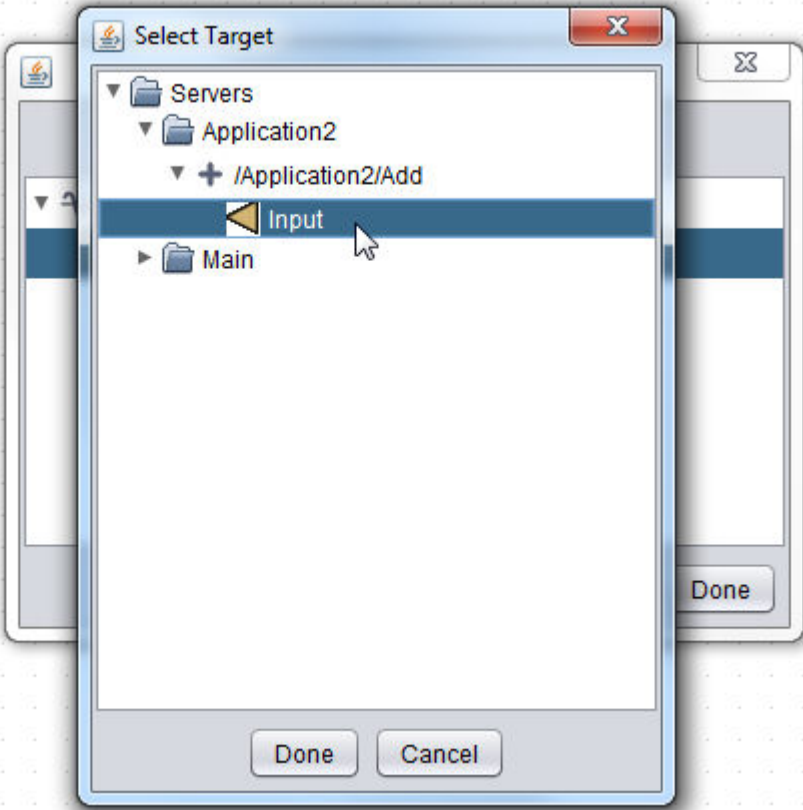 Select Target
Servers
Application2
/Application2/Add
Input
Main
Done
Done Cancel